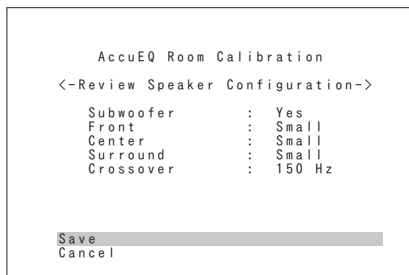 AccuEQ Room Calibration
<-Review Speaker Configuration->
Subwoofer : Yes
Front : Small
Center : Small
Surround : Small
Crossover : 150 Hz
Save
Cancel